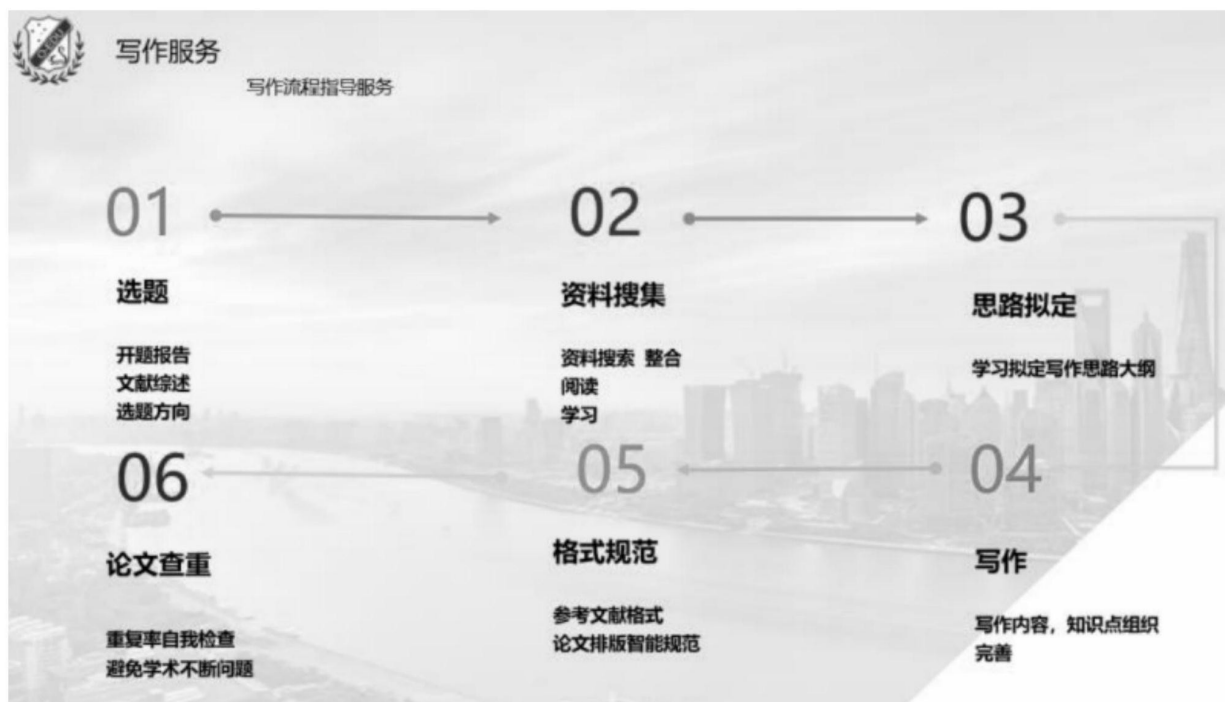 写作服务
写作流程指导服务
01
选题
开题报告
文献综述
选题方向
02
资料搜集
资料搜索 整合
阅读
学习
03
思路拟定
学习拟定写作思路大纲
04
写作
写作内容，知识点组织
完善
05
格式规范
参考文献格式
论文排版智能规范
06
论文查重
重复率自我检查
避免学术不断问题